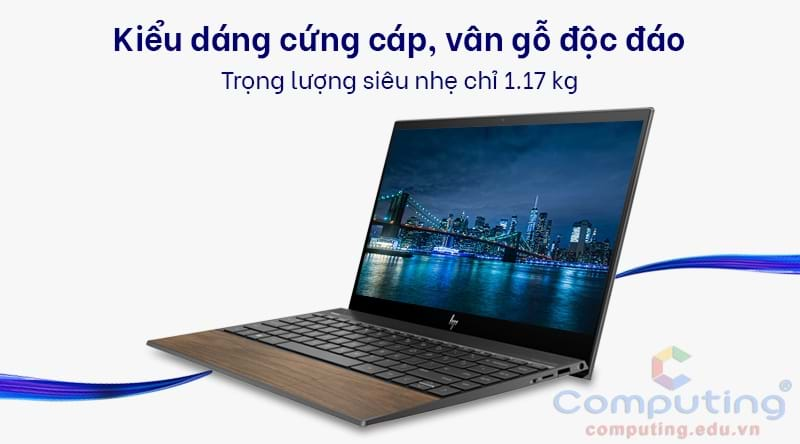 Kiểu dáng cứng cáp, vân gỗ độc đáo
Trọng lượng siêu nhẹ chỉ 1.17 kg
hp
Computing®
computing.edu.vn